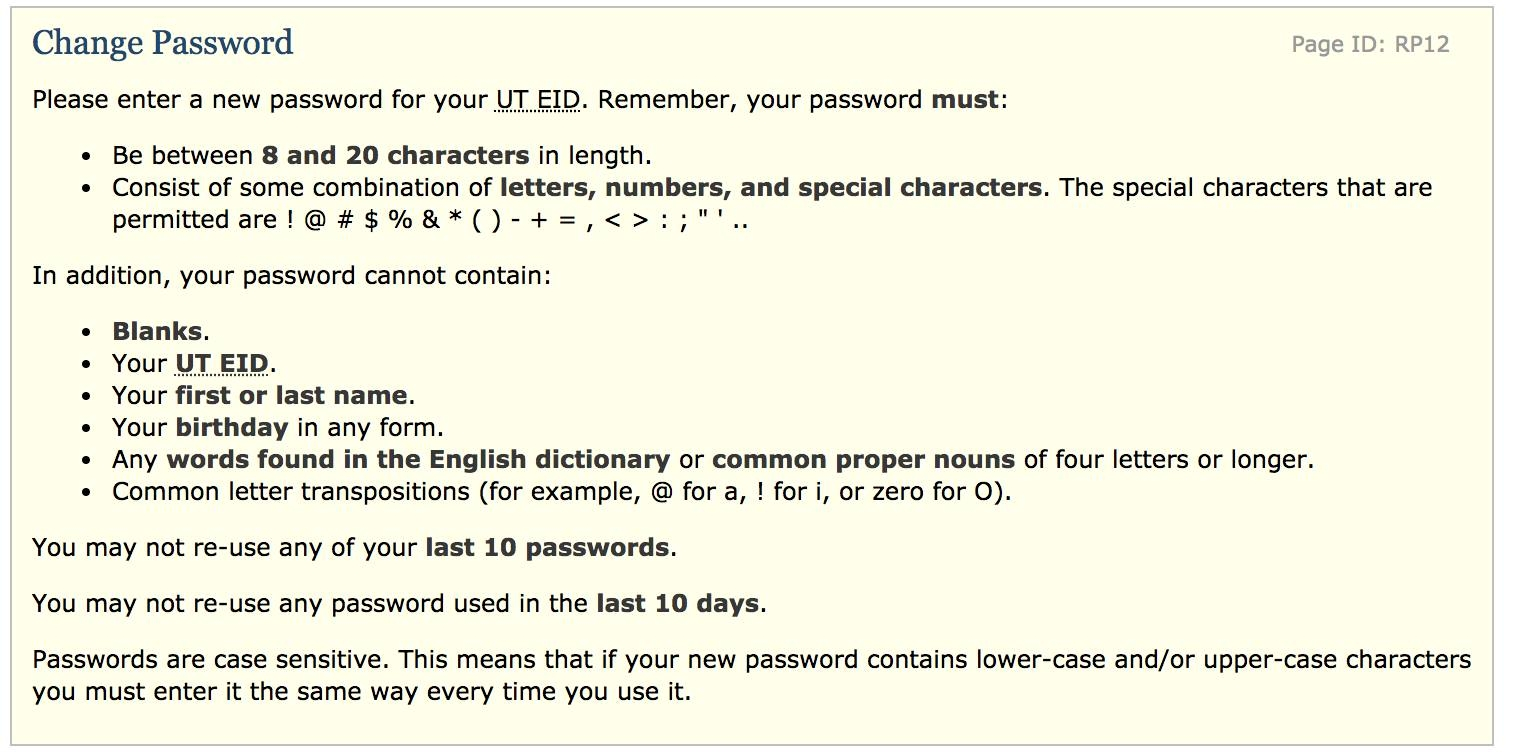 Change Password
Page ID: RP12
Please enter a new password for your UT EID. Remember, your password must:
• Be between 8 and 20 characters in length.
• Consist of some combination of letters, numbers, and special characters. The special characters that are
permitted are ! @ # $ % & * ( ) - + = , < > : ; " ' ..
In addition, your password cannot contain:
• Blanks.
• Your UT EID.
• Your first or last name.
• Your birthday in any form.
• Any words found in the English dictionary or common proper nouns of four letters or longer.
• Common letter transpositions (for example, @ for a, ! for i, or zero for O).
You may not re-use any of your last 10 passwords.
You may not re-use any password used in the last 10 days.
Passwords are case sensitive. This means that if your new password contains lower-case and/or upper-case characters
you must enter it the same way every time you use it.